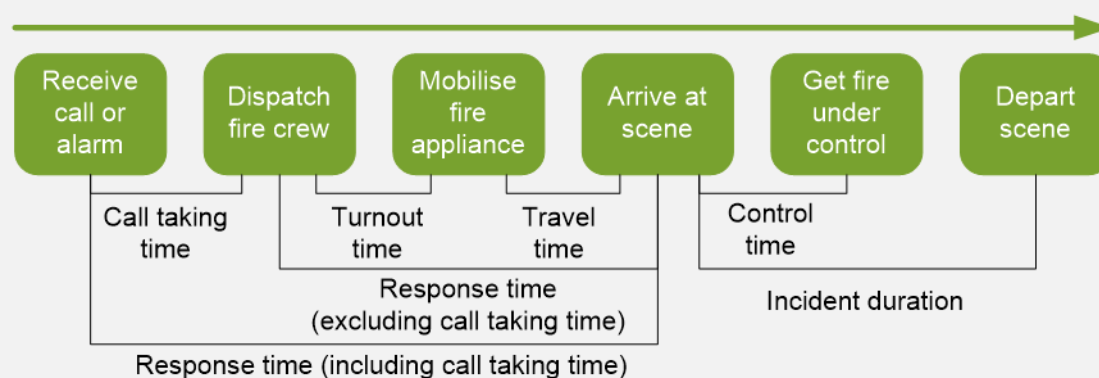 Receive
call or
alarm
Dispatch
fire crew
Mobilise
fire
appliance
Arrive at
scene
Get fire
under
control
Depart
scene
Call taking
time
Turnout
time
Travel
time
Control
time
Response time
(excluding call taking time)
Incident duration
Response time (including call taking time)